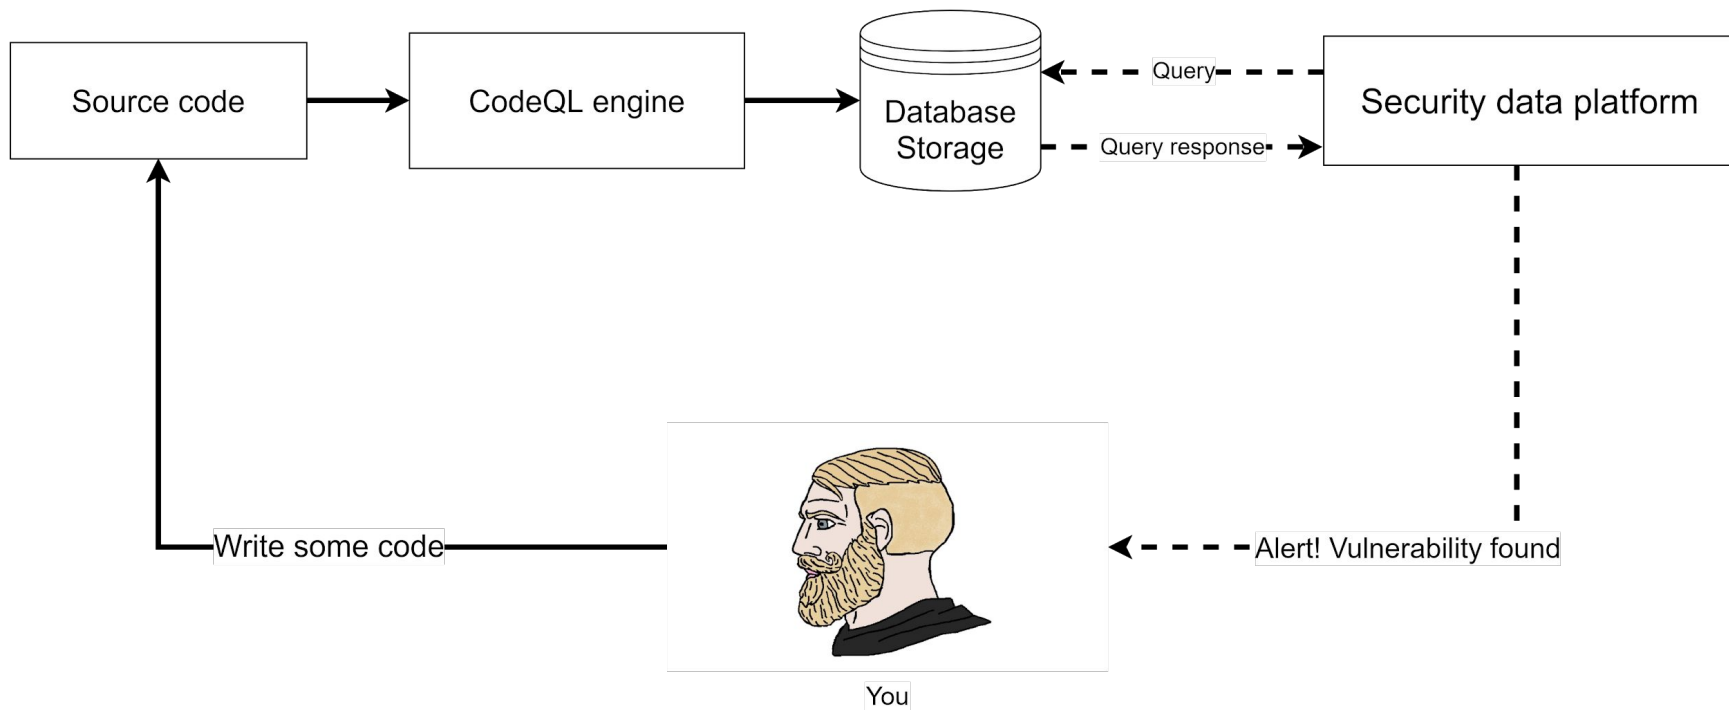 Source code
CodeQL engine
Database
Storage
Query
Query response
Security data platform
Write some code
Alert! Vulnerability found
You